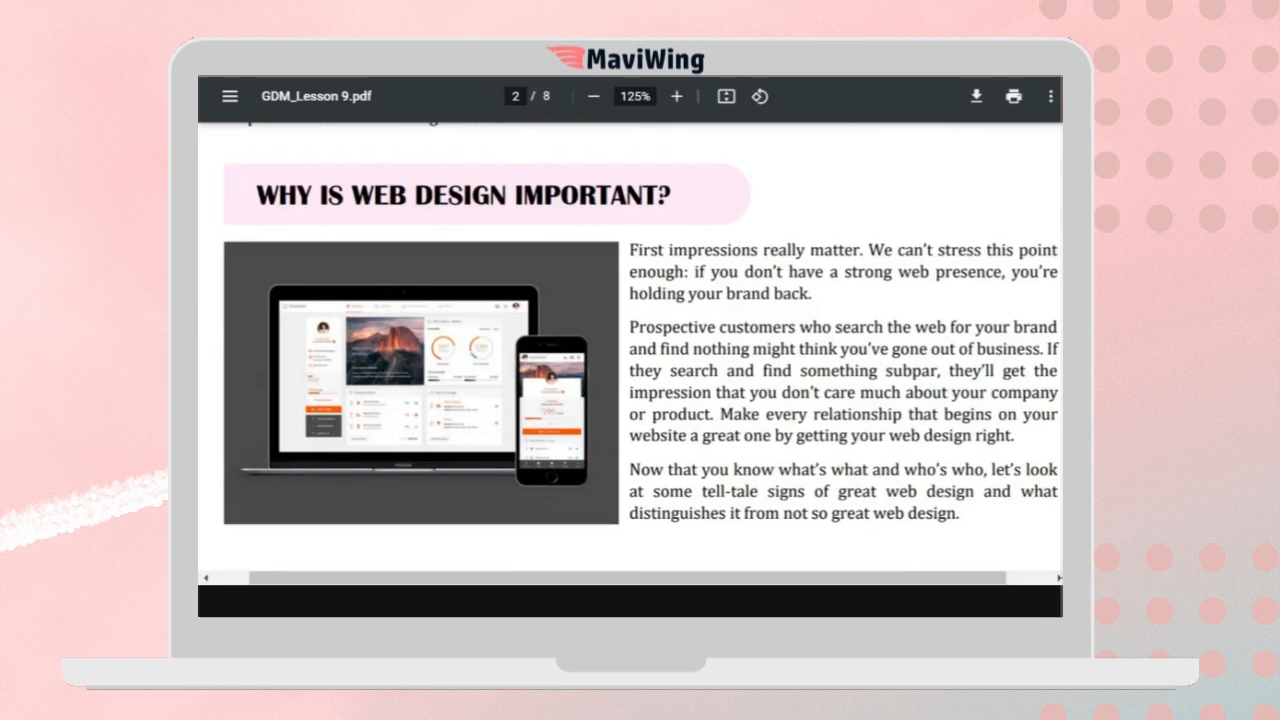 MaviWing
GDM_Lesson 9.pdf
2 / 8
125%
WHY IS WEB DESIGN IMPORTANT?
First impressions really matter. We can’t stress this point
enough: if you don’t have a strong web presence, you’re
holding your brand back.
Prospective customers who search the web for your brand
and find nothing might think you’ve gone out of business. If
they search and find something subpar, they’ll get the
impression that you don’t care much about your company
or product. Make every relationship that begins on your
website a great one by getting your web design right.
Now that you know what’s what and who’s who, let’s look
at some tell-tale signs of great web design and what
distinguishes it from not so great web design.